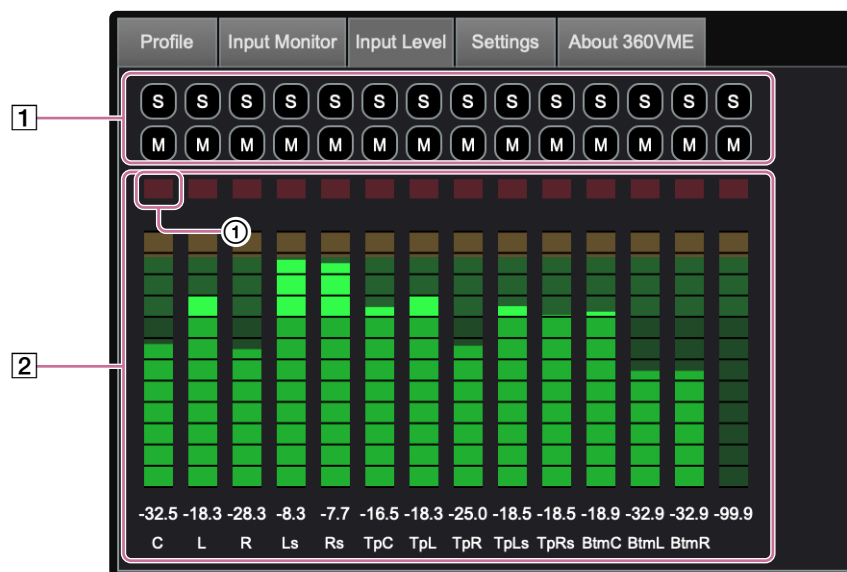 Profile Input Monitor Input Level Settings About 360VME
1
S S S S S S S S S S S S S S
M M M M M M M M M M M M M M
1
2
-32.5 -18.3 -28.3 -8.3 -7.7 -16.5 -18.3 -25.0 -18.5 -18.5 -18.9 -32.9 -32.9 -99.9
C L R Ls Rs TpC TpL TpR TpLs TpRs BtmC BtmL BtmR